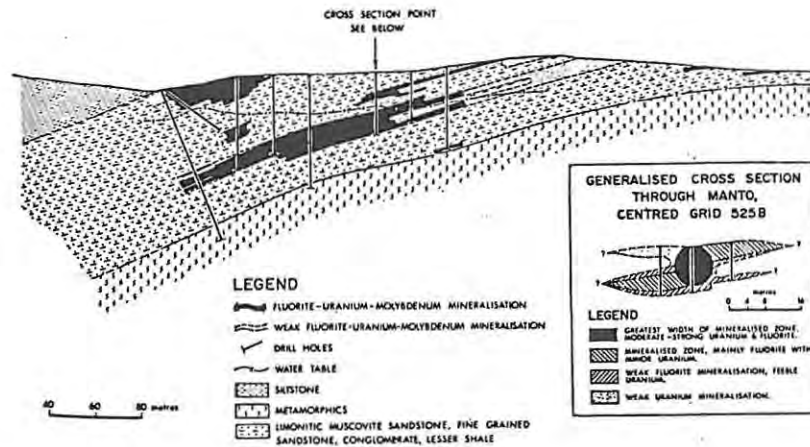 CROSS SECTION POINT
SEE BELOW
LEGEND
FLUORITE-URANIUM-MOLYBDENUM MINERALISATION
WEAK FLUORITE-URANIUM-MOLYBDENUM MINERALISATION
DRILL HOLES
WATER TABLE
SILTSTONE
METAMORPHICS
LIMONITIC MUSCOVITE SANDSTONE, FINE GRAINED
SANDSTONE, CONGLOMERATE, LESSER SHALE
40 60 80 metres
GENERALISED CROSS SECTION
THROUGH MANTO,
CENTRED GRID 525B
? ?
? ?
0 4 metres
LEGEND
GREATEST WIDTH OF MINERALISED ZONE,
MODERATE-STRONG URANIUM & FLUORITE.
MINERALISED ZONE, MAINLY FLUORITE WITH
MINOR URANIUM.
WEAK FLUORITE MINERALISATION, FEEBLE
URANIUM.
WEAK URANIUM MINERALISATION.